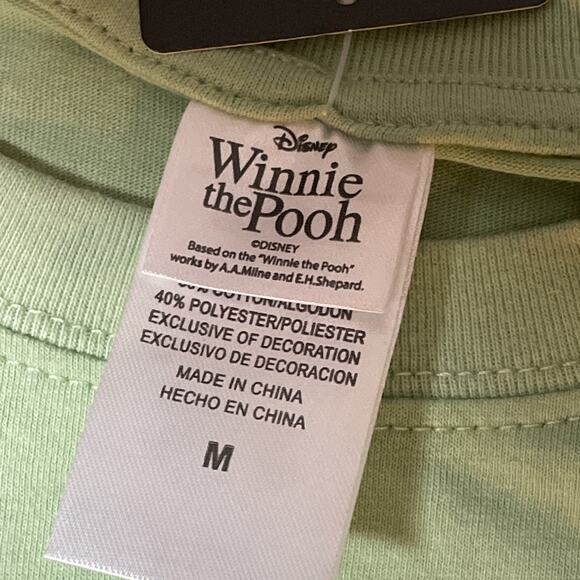 Disney
Winnie
the Pooh
©DISNEY
Based on the "Winnie the Pooh"
works by A.A.Milne and E.H.Shepard.
COTTON/ALGODON
40% POLYESTER/POLIESTER
EXCLUSIVE OF DECORATION
EXCLUSIVO DE DECORACION
MADE IN CHINA
HECHO EN CHINA
M